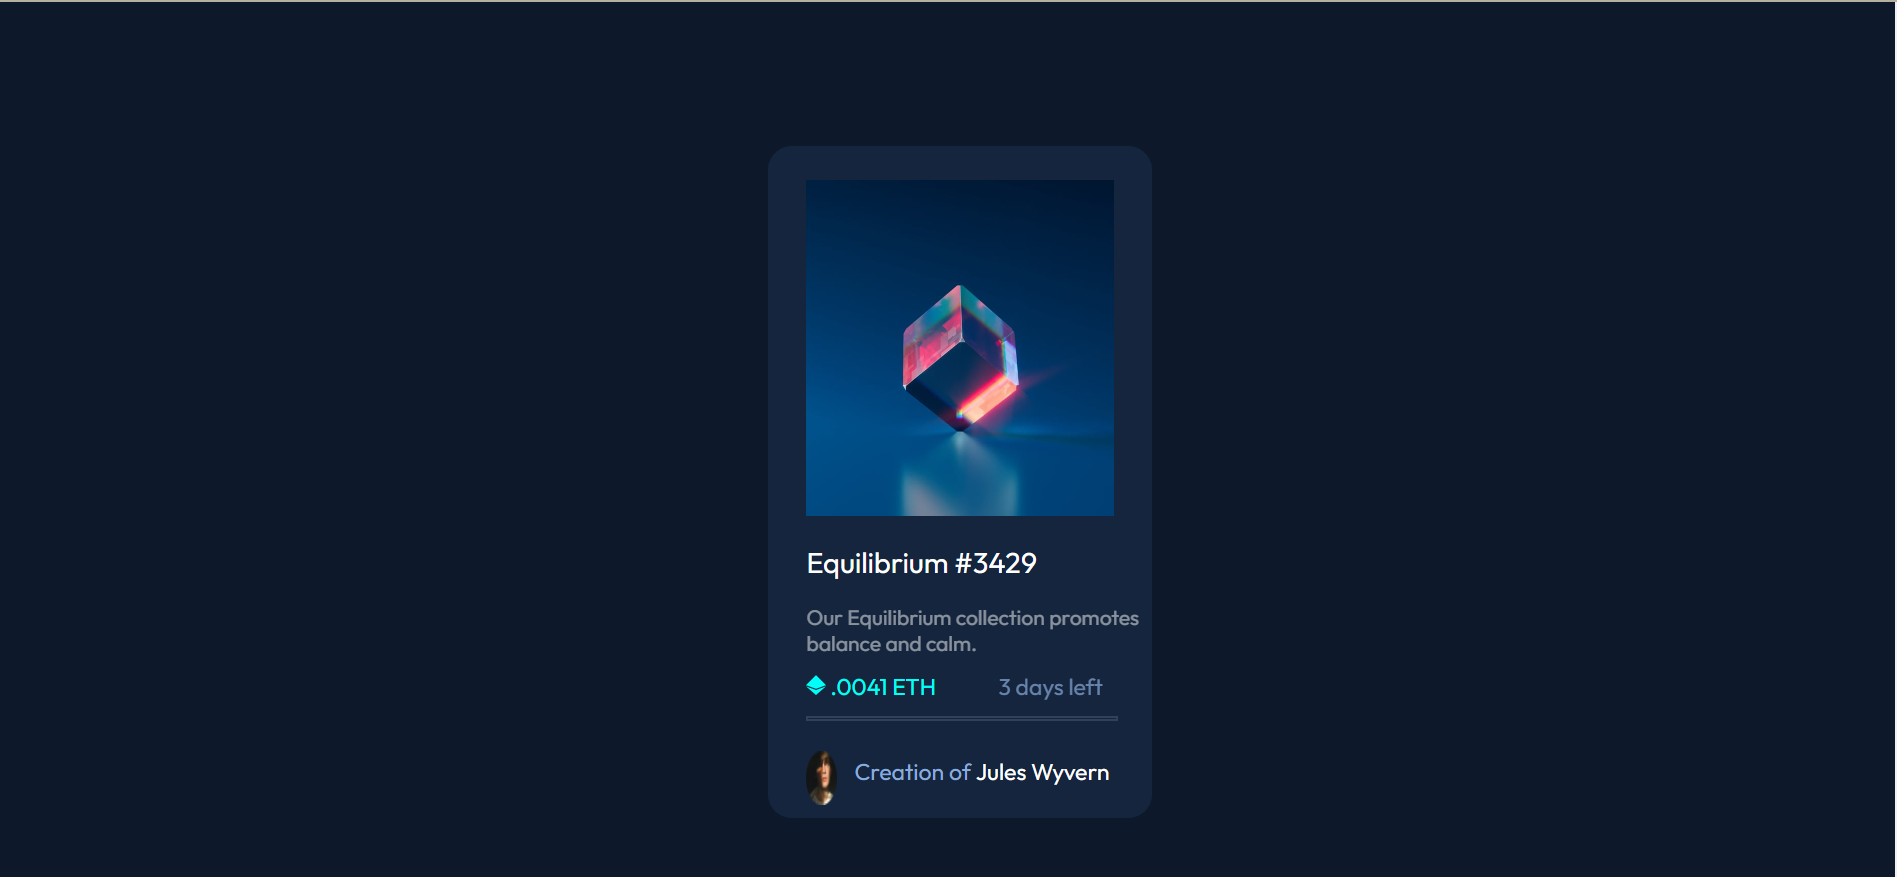 Equilibrium #3429
Our Equilibrium collection promotes
balance and calm.
.0041 ETH 3 days left
Creation of Jules Wyvern